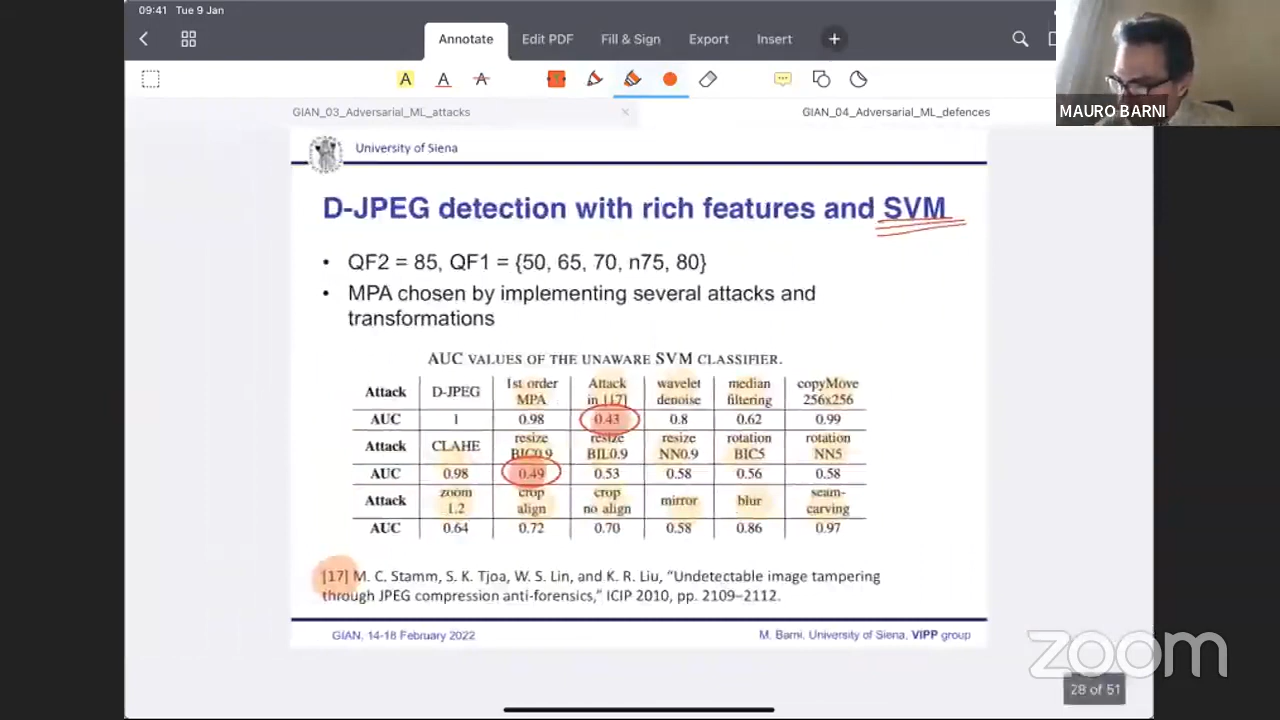 09:41 Tue 9 Jan
Annotate Edit PDF Fill & Sign Export Insert +
MAURO BARNI
A A A
GIAN_03_Adversarial_ML_attacks × GIAN_04_Adversarial_ML_defences
University of Siena
D-JPEG detection with rich features and SVM
• QF2 = 85, QF1 = {50, 65, 70, n75, 80}
• MPA chosen by implementing several attacks and
transformations
AUC VALUES OF THE UNAWARE SVM CLASSIFIER.
Attack D-JPEG 1st order MPA Attack in [17] wavelet denoise median filtering copyMove 256x256
AUC 1 0.98 0.43 0.8 0.62 0.99
Attack CLAHE resize BIC0.9 resize BIL0.9 resize NN0.9 rotation BIC5 rotation NN5
AUC 0.98 0.49 0.53 0.58 0.56 0.58
Attack zoom 1.2 crop align crop no align mirror blur seam-carving
AUC 0.64 0.72 0.70 0.58 0.86 0.97
[17] M. C. Stamm, S. K. Tjoa, W. S. Lin, and K. R. Liu, "Undetectable image tampering
through JPEG compression anti-forensics," ICIP 2010, pp. 2109–2112.
GIAN, 14-18 February 2022 M. Barni, University of Siena, VIPP group
zoom
28 of 51